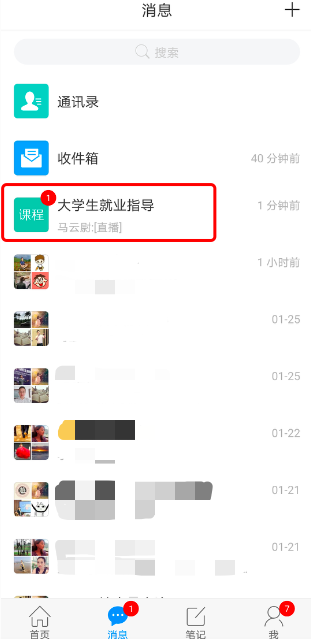 消息
搜索
通讯录
收件箱
40 分钟前
课程
1
大学生就业指导
1 分钟前
马云尉:[直播]
1 小时前
01-25
01-25
01-22
01-21
01-21
首页
消息
1
笔记
我
7